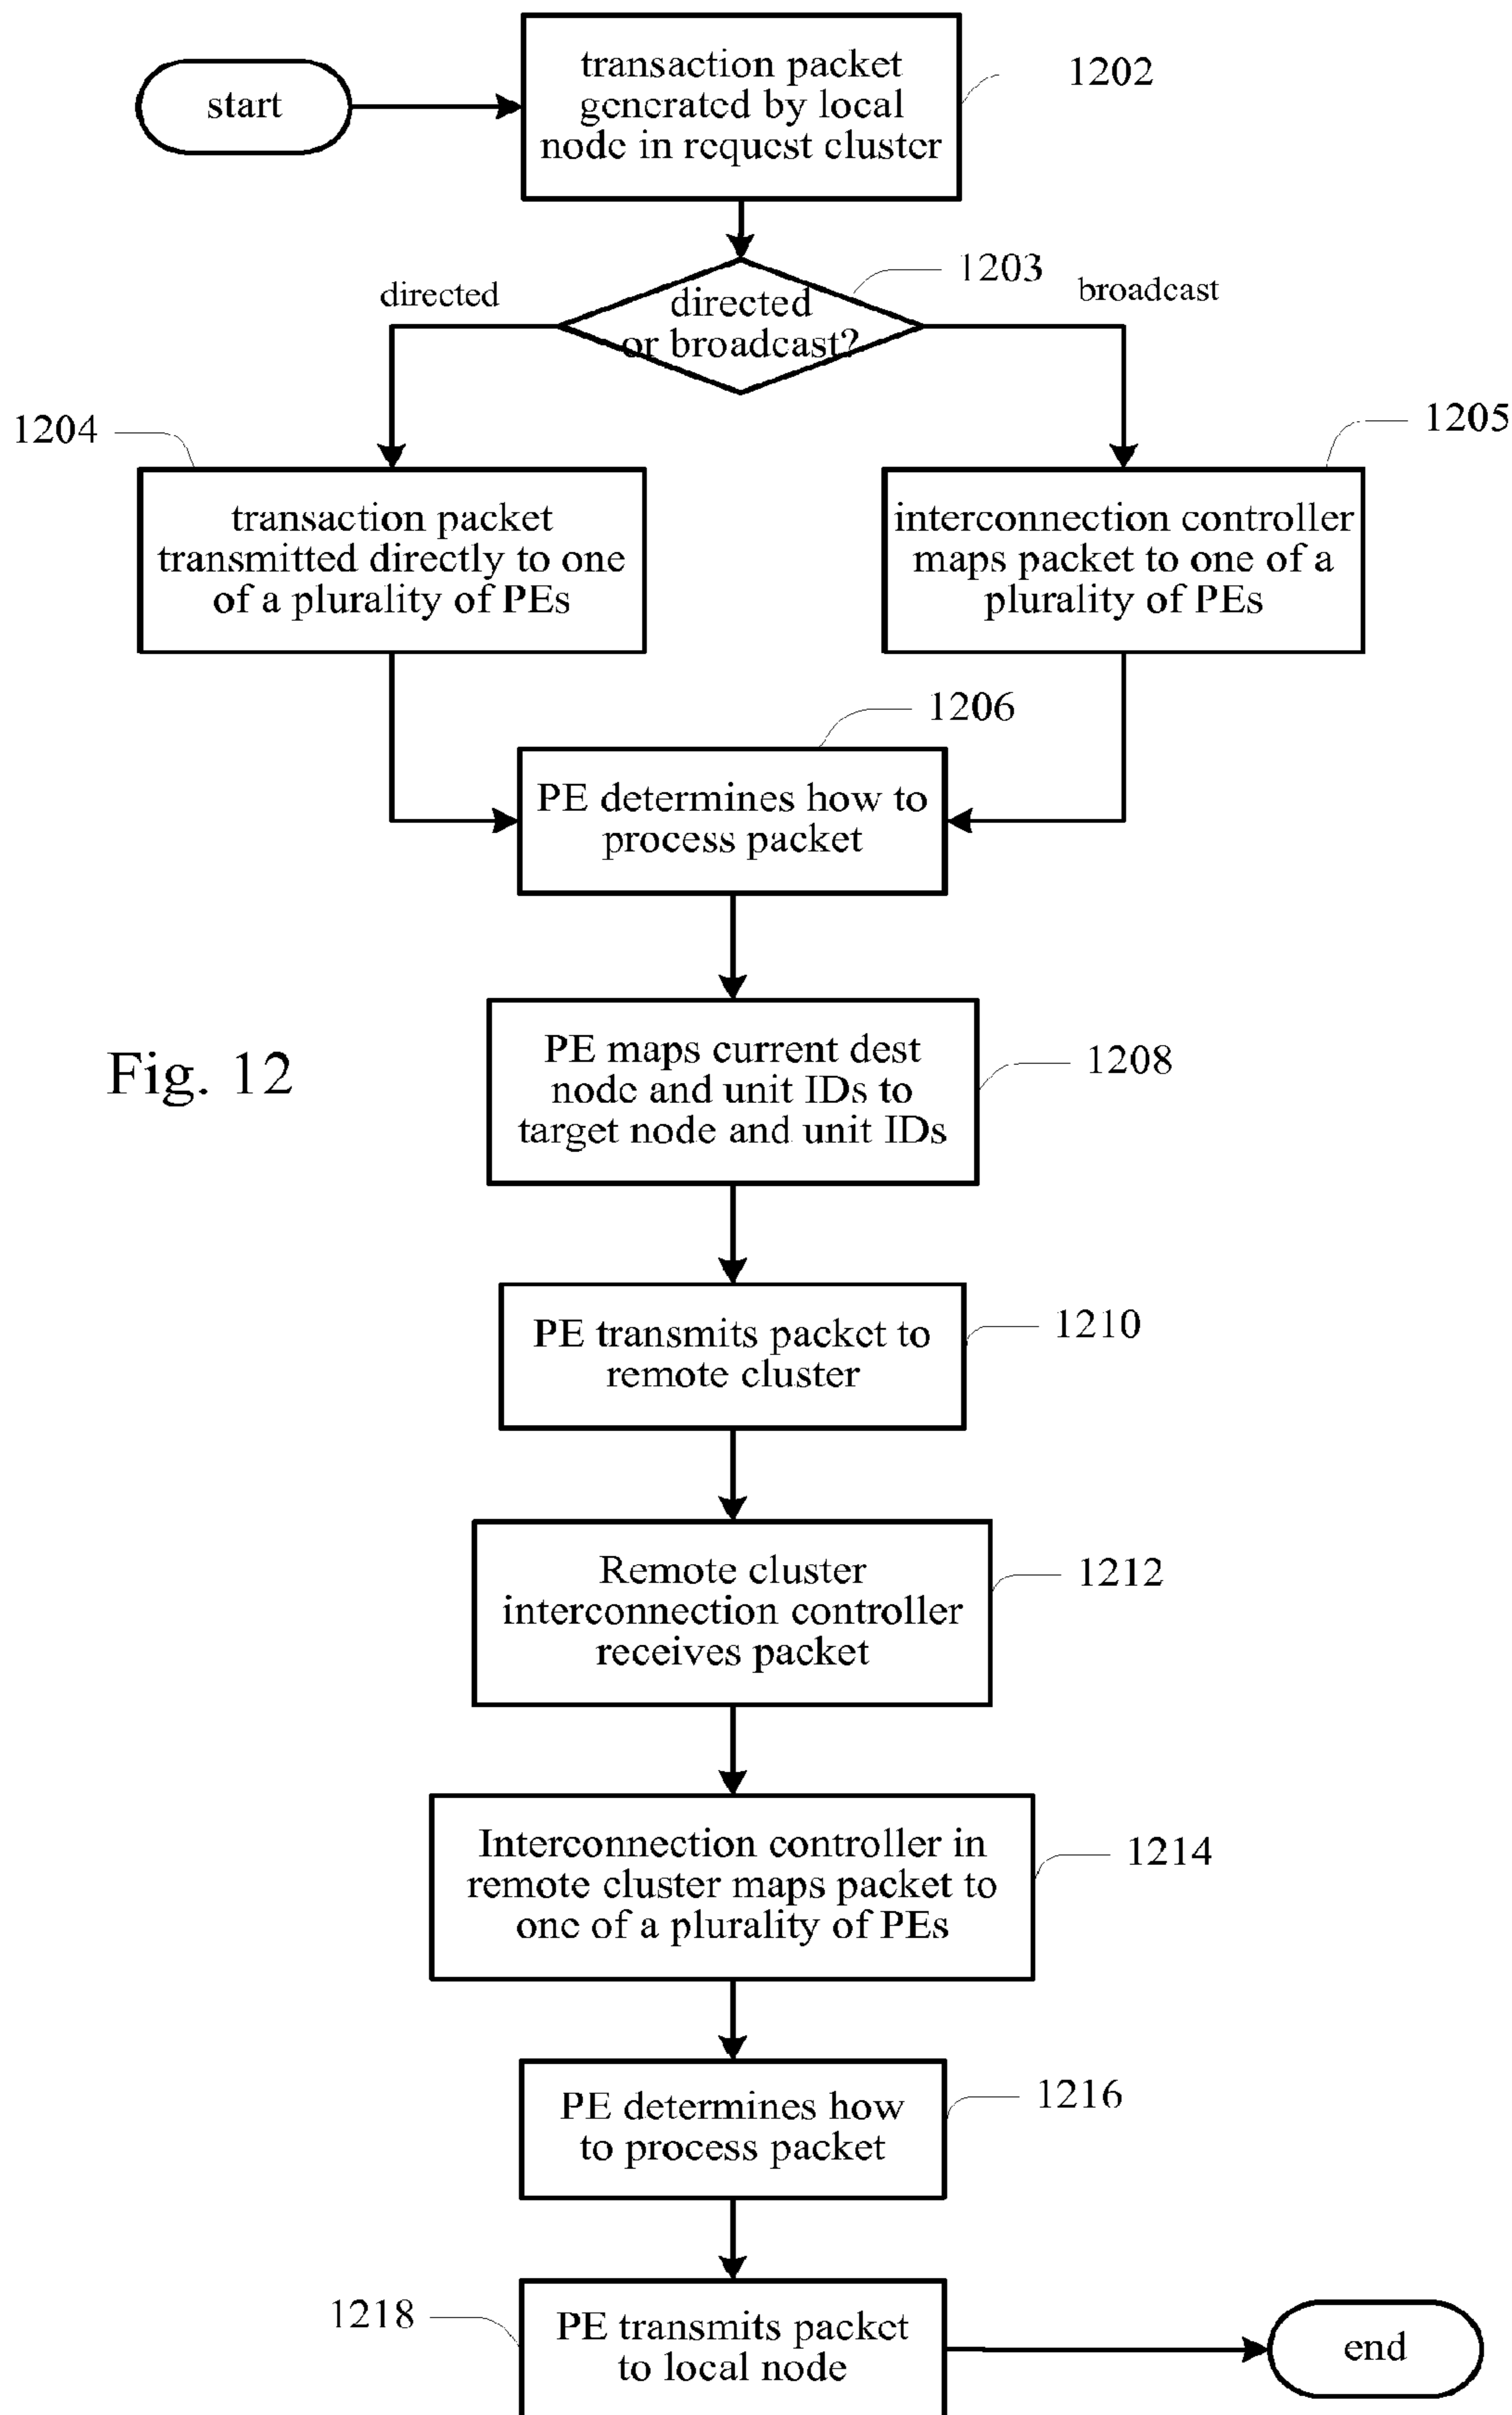 start
transaction packet
generated by local
node in request cluster
1202
directed
or broadcast?
1203
directed
broadcast
1204
transaction packet
transmitted directly to one
of a plurality of PEs
1205
interconnection controller
maps packet to one of a
plurality of PEs
1206
PE determines how to
process packet
Fig. 12
PE maps current dest
node and unit IDs to
target node and unit IDs
1208
PE transmits packet to
remote cluster
1210
Remote cluster
interconnection controller
receives packet
1212
Interconnection controller in
remote cluster maps packet to
one of a plurality of PEs
1214
PE determines how
to process packet
1216
1218
PE transmits packet
to local node
end